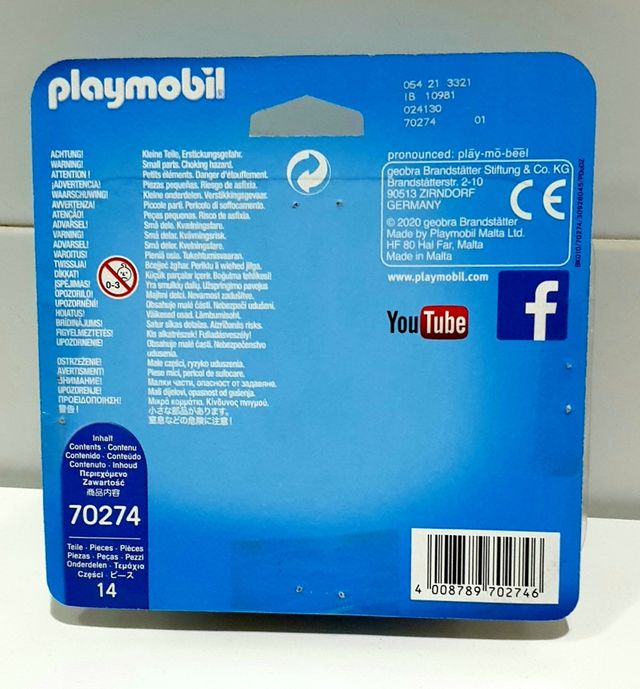 playmobil
054 21 3321
IB 10981
024130
70274 01
pronounced: plāy-mō-bēēl
geobra Brandstätter Stiftung & Co. KG
Brandstätterstr. 2-10
90513 ZIRNDORF
GERMANY
CE
© 2020 geobra Brandstätter
Made by Playmobil Malta Ltd.
HF 80 Hal Far, Malta
Made in Malta
www.playmobil.com
YouTube
f
ACHTUNG! Kleine Teile, Erstickungsgefahr.
WARNING! Small parts. Choking hazard.
ATTENTION ! Petits éléments. Danger d'étouffement.
¡ADVERTENCIA! Piezas pequeñas. Riesgo de asfixia.
WAARSCHUWING! Kleine onderdelen. Verstikkingsgevaar.
AVVERTENZA! Piccole parti. Pericolo di soffocamento.
ATENÇÃO! Peças pequenas. Risco de asfixia.
ADVARSEL! Små dele. Kvælningsfare.
VARNING! Små delar. Kvävningsrisk.
ADVARSEL! Små deler. Kvelningsfare.
VAROITUS! Pieniä osia. Tukehtumisvaaran.
DİKKAT! Küçük parçalar içerir. Boğulma tehlikesi!
ĮSPĖJIMAS! Yra smulkių dalių. Užspringimo pavojus
OPOZORILO! Majhni delci. Nevarnost zadušitve.
UPOZORNĚNÍ! Obsahuje malé části. Nebezpečí udušení.
HOIATUS! Väikesed osad. Lämbumisoht.
BRĪDINĀJUMS! Satur sīkas detaļas. Aizrīšanās risks.
FIGYELMEZTETÉS! Kis alkatrészek! Fulladásveszély!
UPOZORNENIE! Obsahuje malé časti. Nebezpečenstvo
udusenia.
OSTRZEŻENIE! Małe części, ryzyko uduszenia.
AVERTISMENT! Piese mici, pericol de sufocare.
ВНИМАНИЕ! Малки части, опасност от задавяне.
UPOZORENJE! Mali dijelovi, opasnost od gušenja.
ΠΡΟΕΙΔΟΠΟΙΗΣΗ! Μικρά κομμάτια. Κίνδυνος πνιγμού.
警告! 小さな部品があります。
窒息などの危険に注意!
0-3
Inhalt
Contents · Contenu
Contenido · Conteúdo
Contenuto · Inhoud
Περιεχόμενο
Zawartość
商品内容
70274
Teile · Pieces · Pièces
Piezas · Peças · Pezzi
Onderdelen · Τεμάχια
Części · ピース
14
4 008789 702746